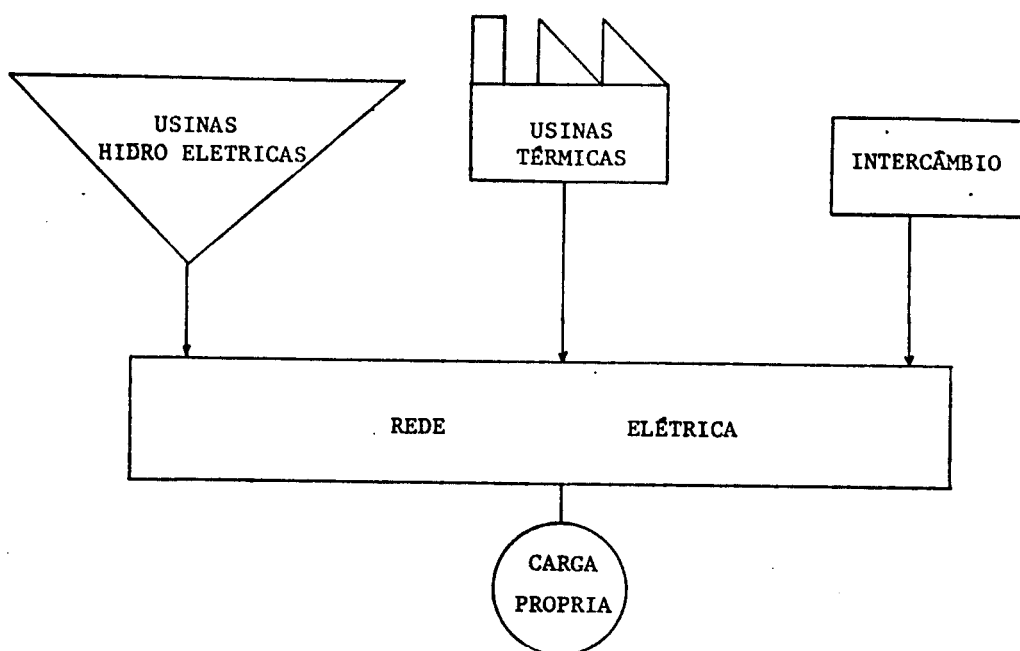 USINAS
HIDRO ELETRICAS
USINAS
TÉRMICAS
INTERCÂMBIO
REDE ELÉTRICA
CARGA
PROPRIA